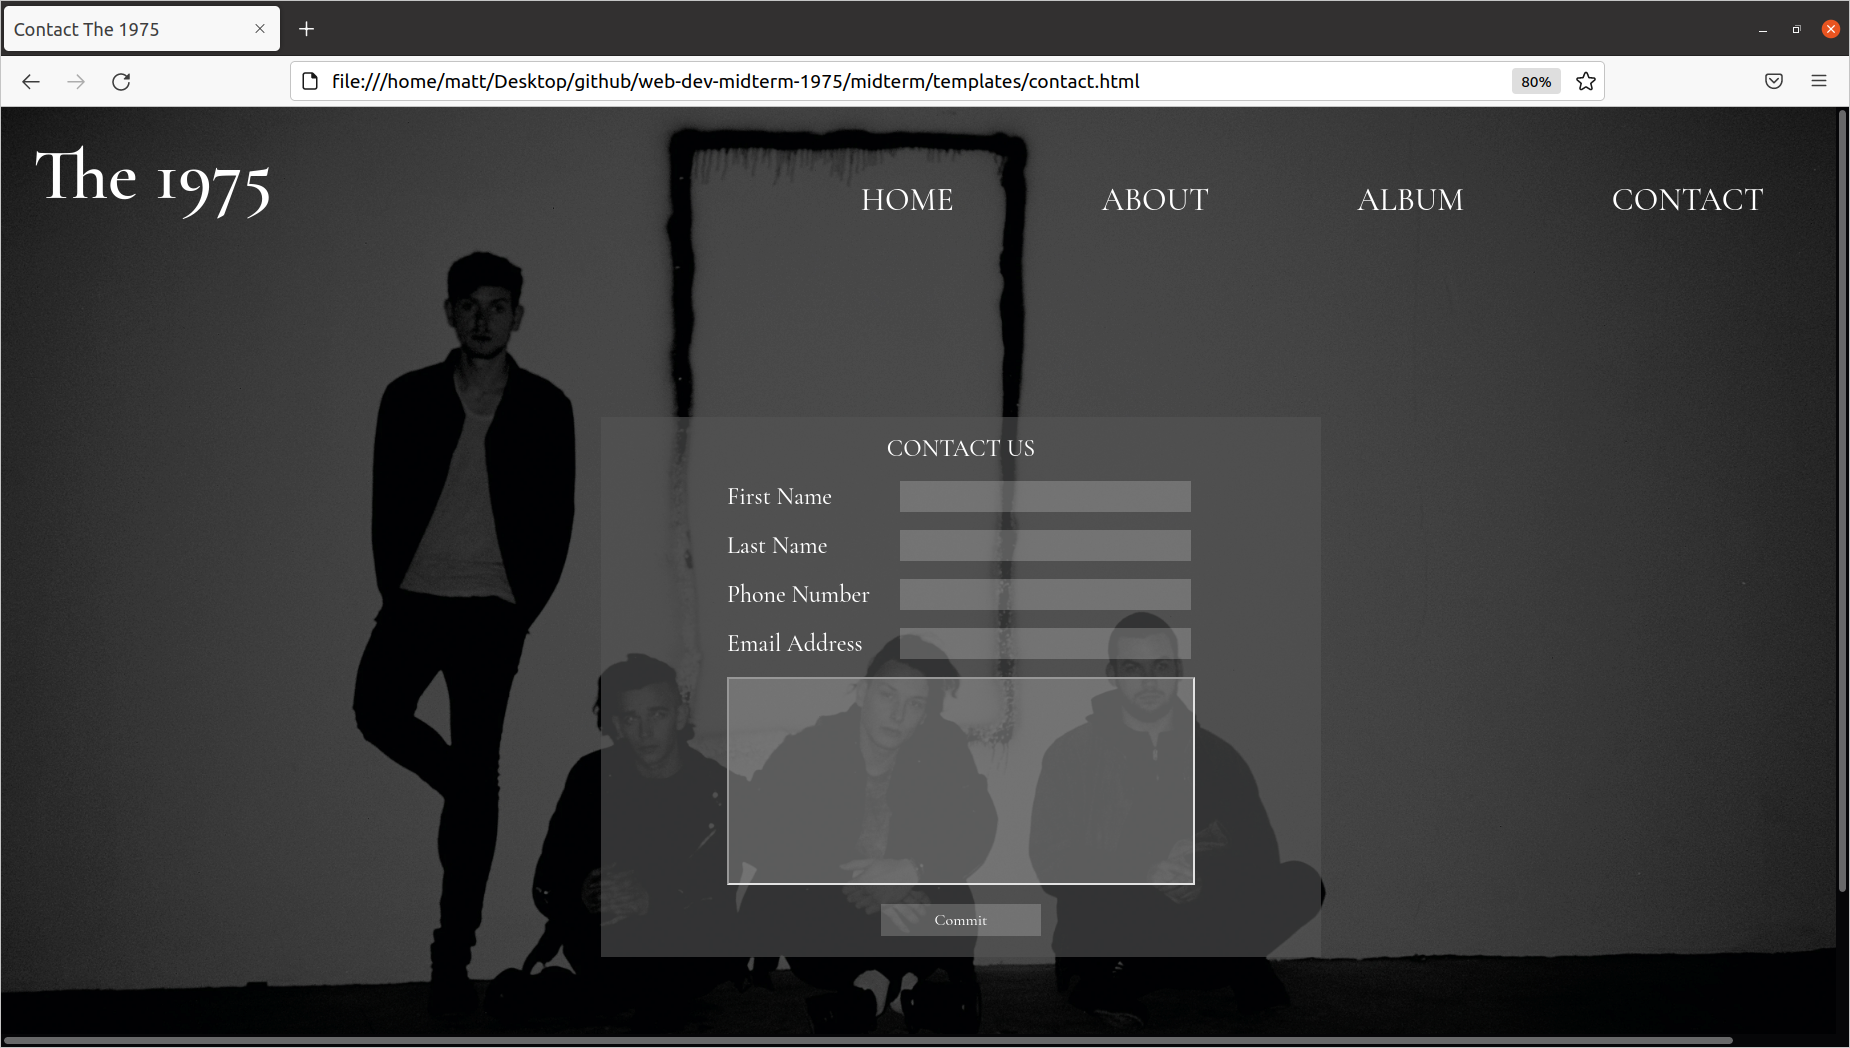 Contact The 1975
file:///home/matt/Desktop/github/web-dev-midterm-1975/midterm/templates/contact.html
80%
The 1975
HOME ABOUT ALBUM CONTACT
CONTACT US
First Name
Last Name
Phone Number
Email Address
Commit